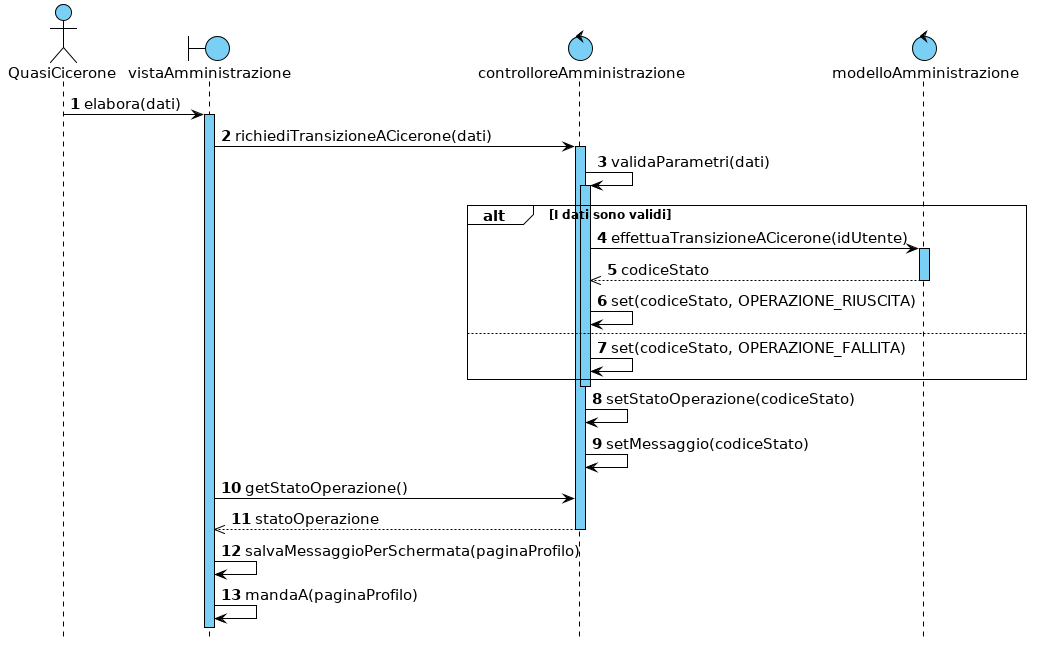 QuasiCicerone vistaAmministrazione controlloreAmministrazione modelloAmministrazione
1 elabora(dati)
2 richiediTransizioneACicerone(dati)
3 validaParametri(dati)
alt [I dati sono validi]
4 effettuaTransizioneACicerone(idUtente)
5 codiceStato
6 set(codiceStato, OPERAZIONE_RIUSCITA)
7 set(codiceStato, OPERAZIONE_FALLITA)
8 setStatoOperazione(codiceStato)
9 setMessaggio(codiceStato)
10 getStatoOperazione()
11 statoOperazione
12 salvaMessaggioPerSchermata(paginaProfilo)
13 mandaA(paginaProfilo)